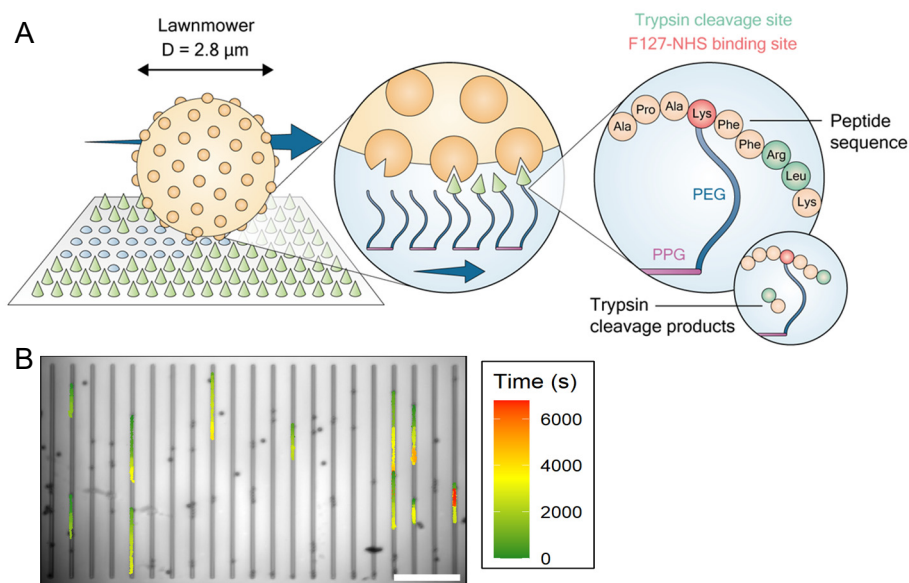 A
Lawnmower
D = 2.8 µm
Trypsin cleavage site
F127-NHS binding site
Ala
Pro
Ala
Lys
Phe
Phe
Arg
Leu
Lys
Peptide
sequence
PEG
PPG
Trypsin
cleavage products
B
Time (s)
6000
4000
2000
0